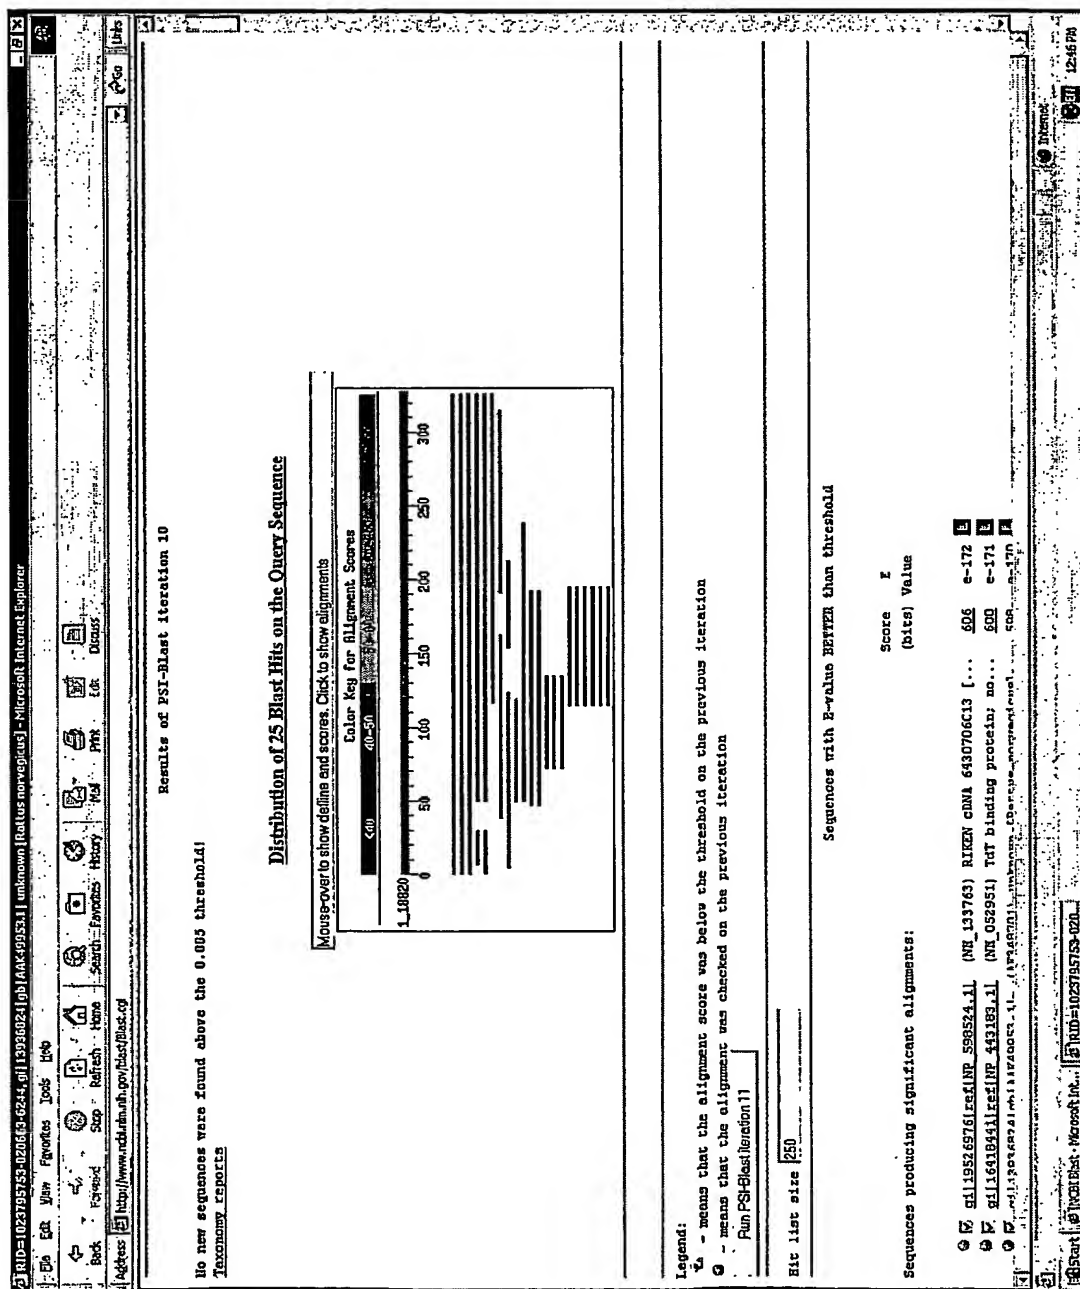 RID=1023795753-020663-6244, gi|13936824|gb|AAK49953.1| unknown [Rattus norvegicus] - Microsoft Internet Explorer
File Edit View Favorites Tools Help
Back Forward Stop Refresh Home Search Favorites History Mail Print Edit Discuss
Address http://www.ncbi.nlm.nih.gov/blast/Blast.cgi Go Links
Results of PSI-Blast iteration 10
No new sequences were found above the 0.005 threshold!
Taxonomy reports
Distribution of 25 Blast Hits on the Query Sequence
Mouse-over to show defline and scores. Click to show alignments
Color Key for Alignment Scores
<40 40-50
1_18820
0 50 100 150 200 250 300
Legend:
- means that the alignment score was below the threshold on the previous iteration
- means that the alignment was checked on the previous iteration
Run PSI-Blast iteration 11
Hit list size 250
Sequences with E-value BETTER than threshold
Score E
Sequences producing significant alignments: (bits) Value
gi|19526976|ref|NP_598524.1| (NM_133763) RIKEN cDNA 6430706C13 [... 606 e-172
gi|16418441|ref|NP_443183.1| (NM_052951) TdT binding protein; no... 600 e-171
e-170
Internet
Start NCBI Blast - Microsoft Int... RID=1023795753-020... 12:46 PM